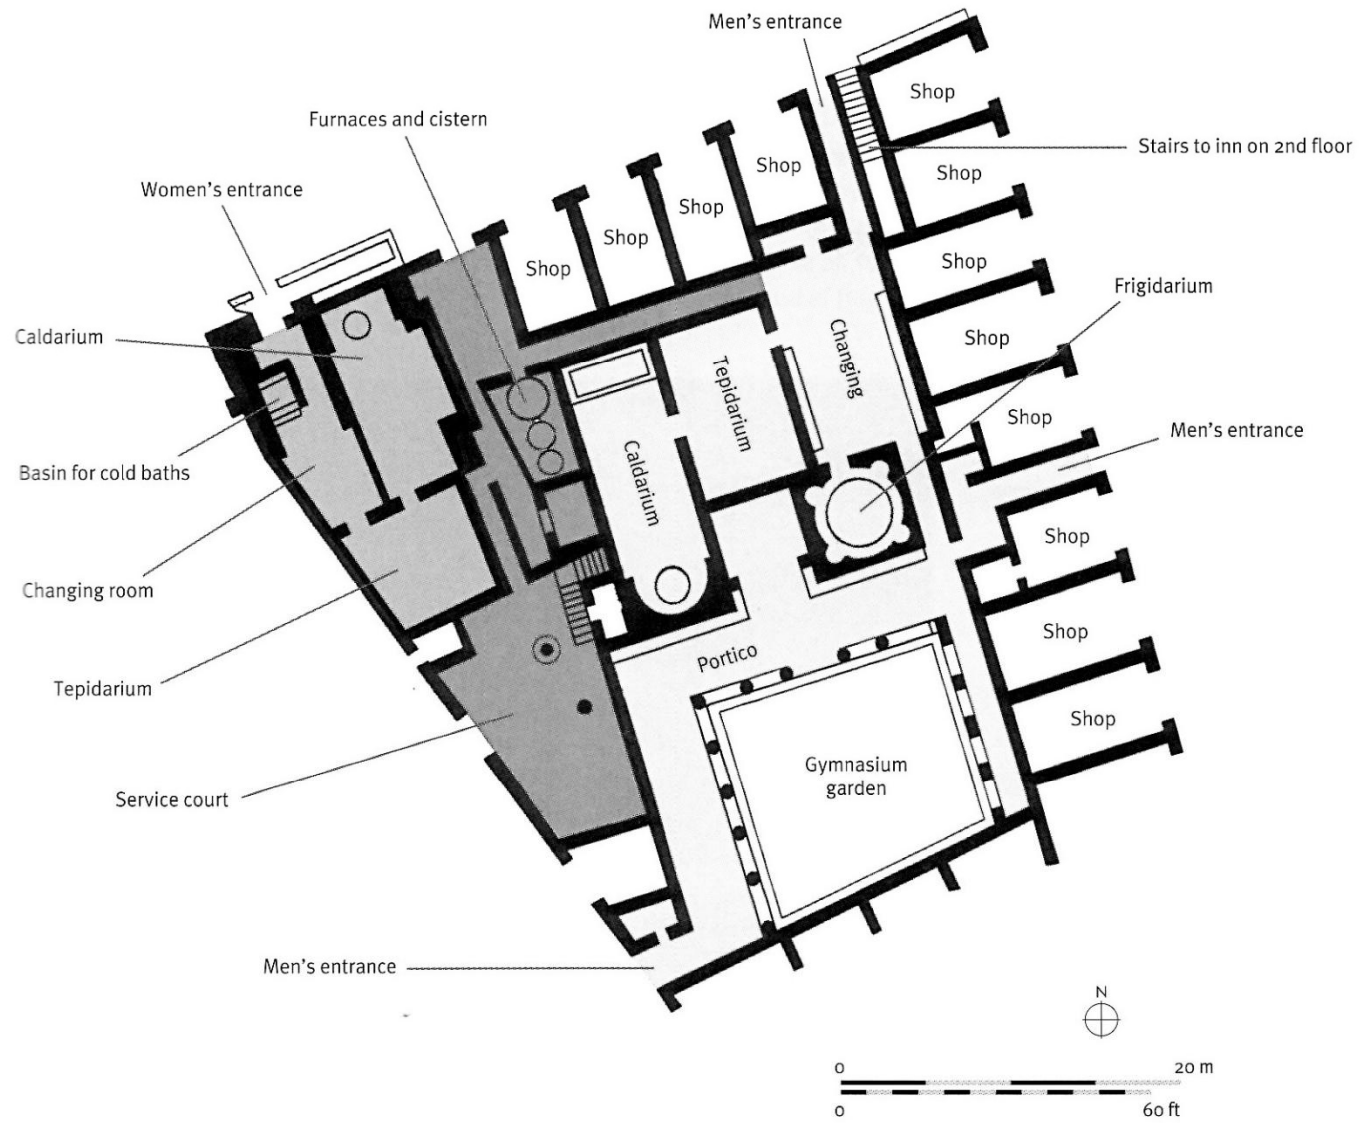 Men's entrance
Shop
Furnaces and cistern
Stairs to inn on 2nd floor
Shop
Shop
Women's entrance
Shop
Shop
Shop
Shop
Shop
Frigidarium
Caldarium
Shop
Changing
Tepidarium
Shop
Men's entrance
Basin for cold baths
Caldarium
Shop
Changing room
Shop
Portico
Tepidarium
Shop
Gymnasium
garden
Service court
Men's entrance
N
0 20 m
0 60 ft